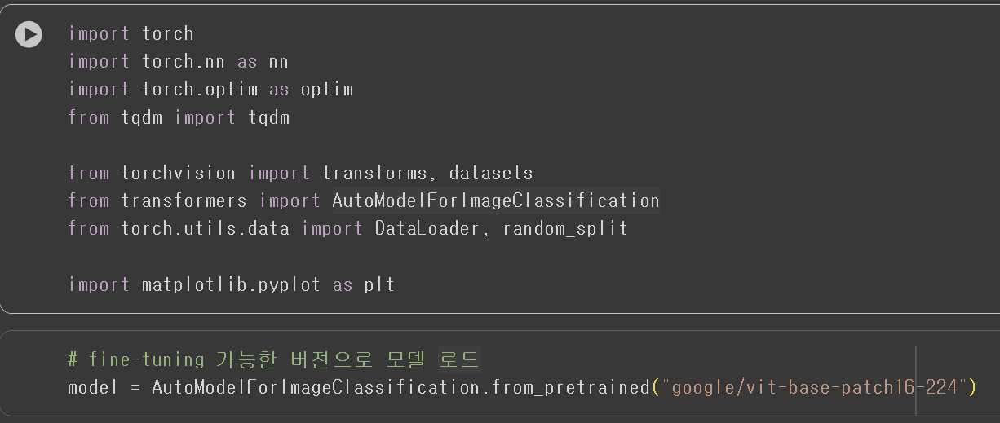 import torch
import torch.nn as nn
import torch.optim as optim
from tqdm import tqdm
from torchvision import transforms, datasets
from transformers import AutoModelForImageClassification
from torch.utils.data import DataLoader, random_split
import matplotlib.pyplot as plt
# fine-tuning 가능한 버전으로 모델 로드
model = AutoModelForImageClassification.from_pretrained("google/vit-base-patch16-224")